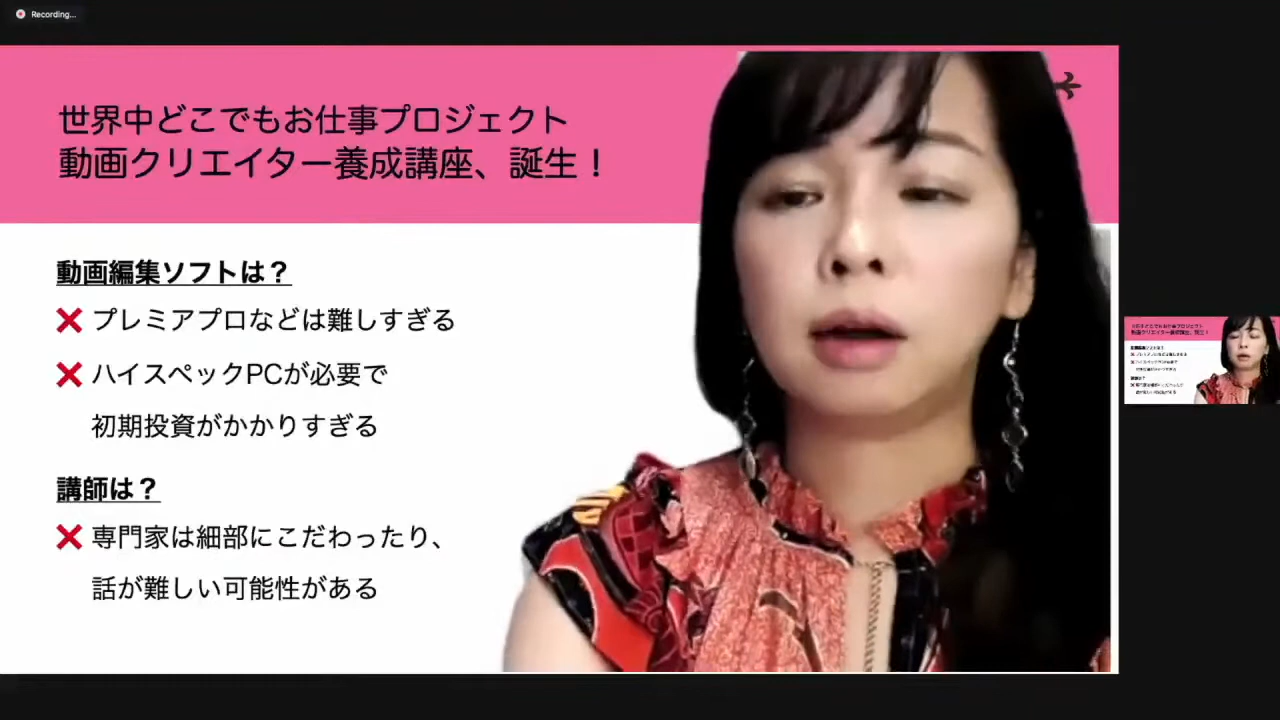 Recording...
世界中どこでもお仕事プロジェクト
動画クリエイター養成講座、誕生！
動画編集ソフトは？
❌ プレミアプロなどは難しすぎる
❌ ハイスペックPCが必要で
初期投資がかかりすぎる
講師は？
❌ 専門家は細部にこだわったり、
話が難しい可能性がある